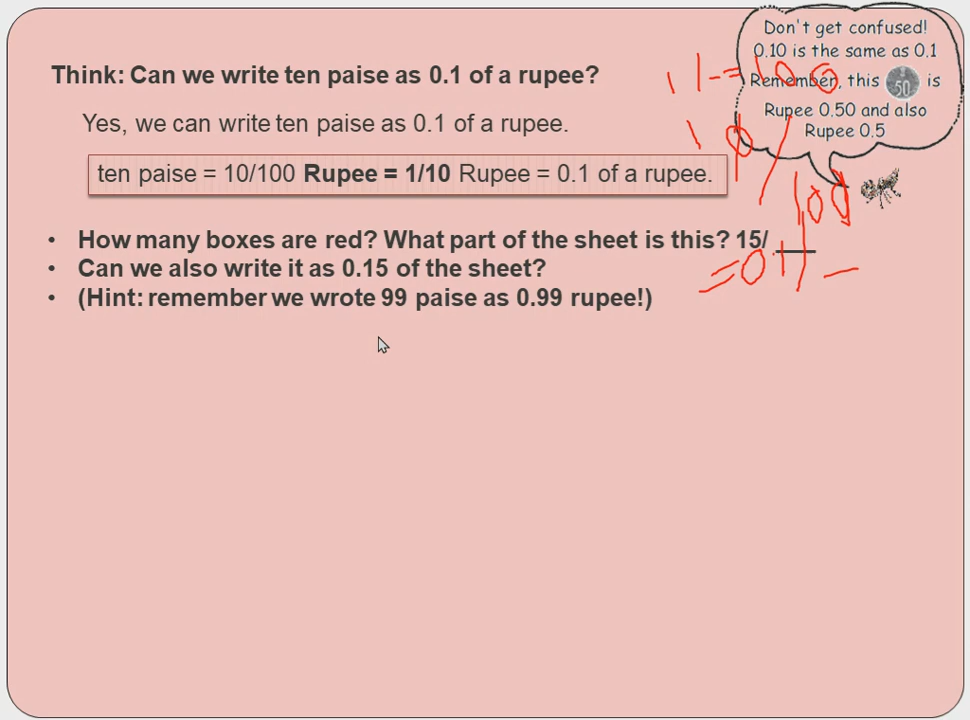 Don't get confused!
0.10 is the same as 0.1
Remember, this 50 is
Rupee 0.50 and also
Rupee 0.5
Think: Can we write ten paise as 0.1 of a rupee?
Yes, we can write ten paise as 0.1 of a rupee.
ten paise = 10/100 Rupee = 1/10 Rupee = 0.1 of a rupee.
• How many boxes are red? What part of the sheet is this? 15/.___
• Can we also write it as 0.15 of the sheet?
• (Hint: remember we wrote 99 paise as 0.99 rupee!)
100